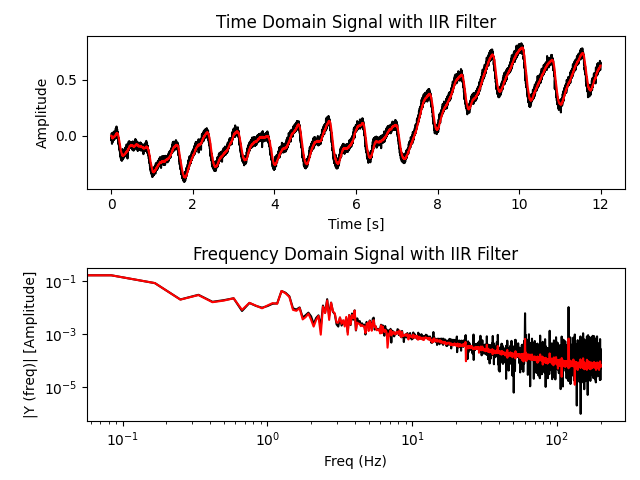 Time Domain Signal with IIR Filter
Amplitude
0.5
0.0
0 2 4 6 8 10 12
Time [s]
Frequency Domain Signal with IIR Filter
|Y (freq)| [Amplitude]
10⁻¹
10⁻³
10⁻⁵
10⁻¹ 10⁰ 10¹ 10²
Freq (Hz)